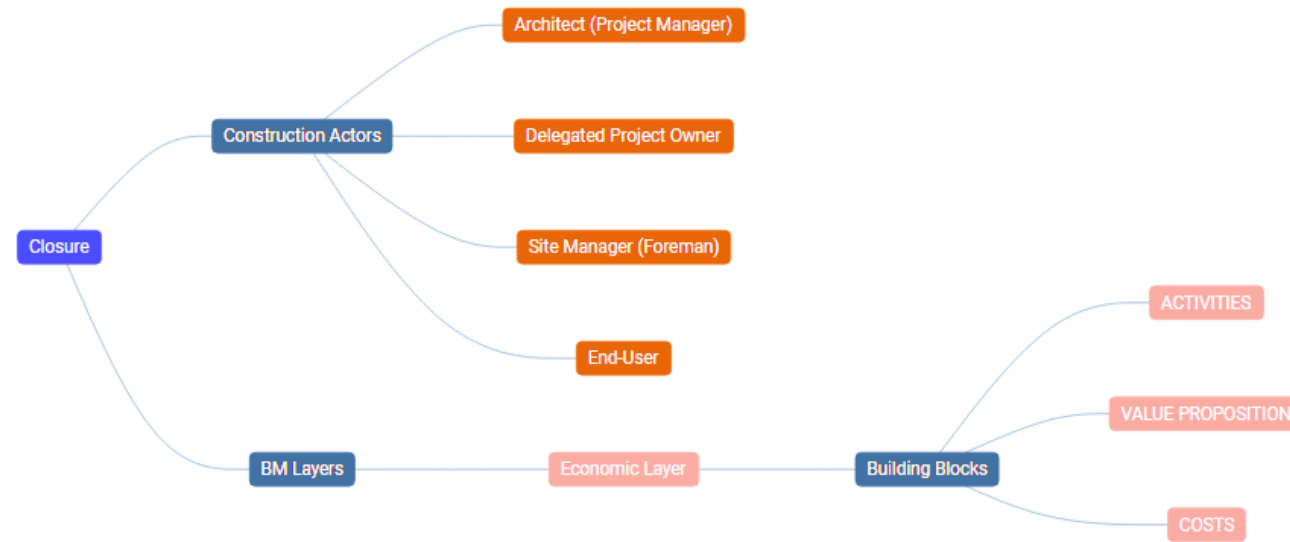 Architect (Project Manager)
Construction Actors
Delegated Project Owner
Closure
Site Manager (Foreman)
ACTIVITIES
End-User
VALUE PROPOSITION
BM Layers
Economic Layer
Building Blocks
COSTS